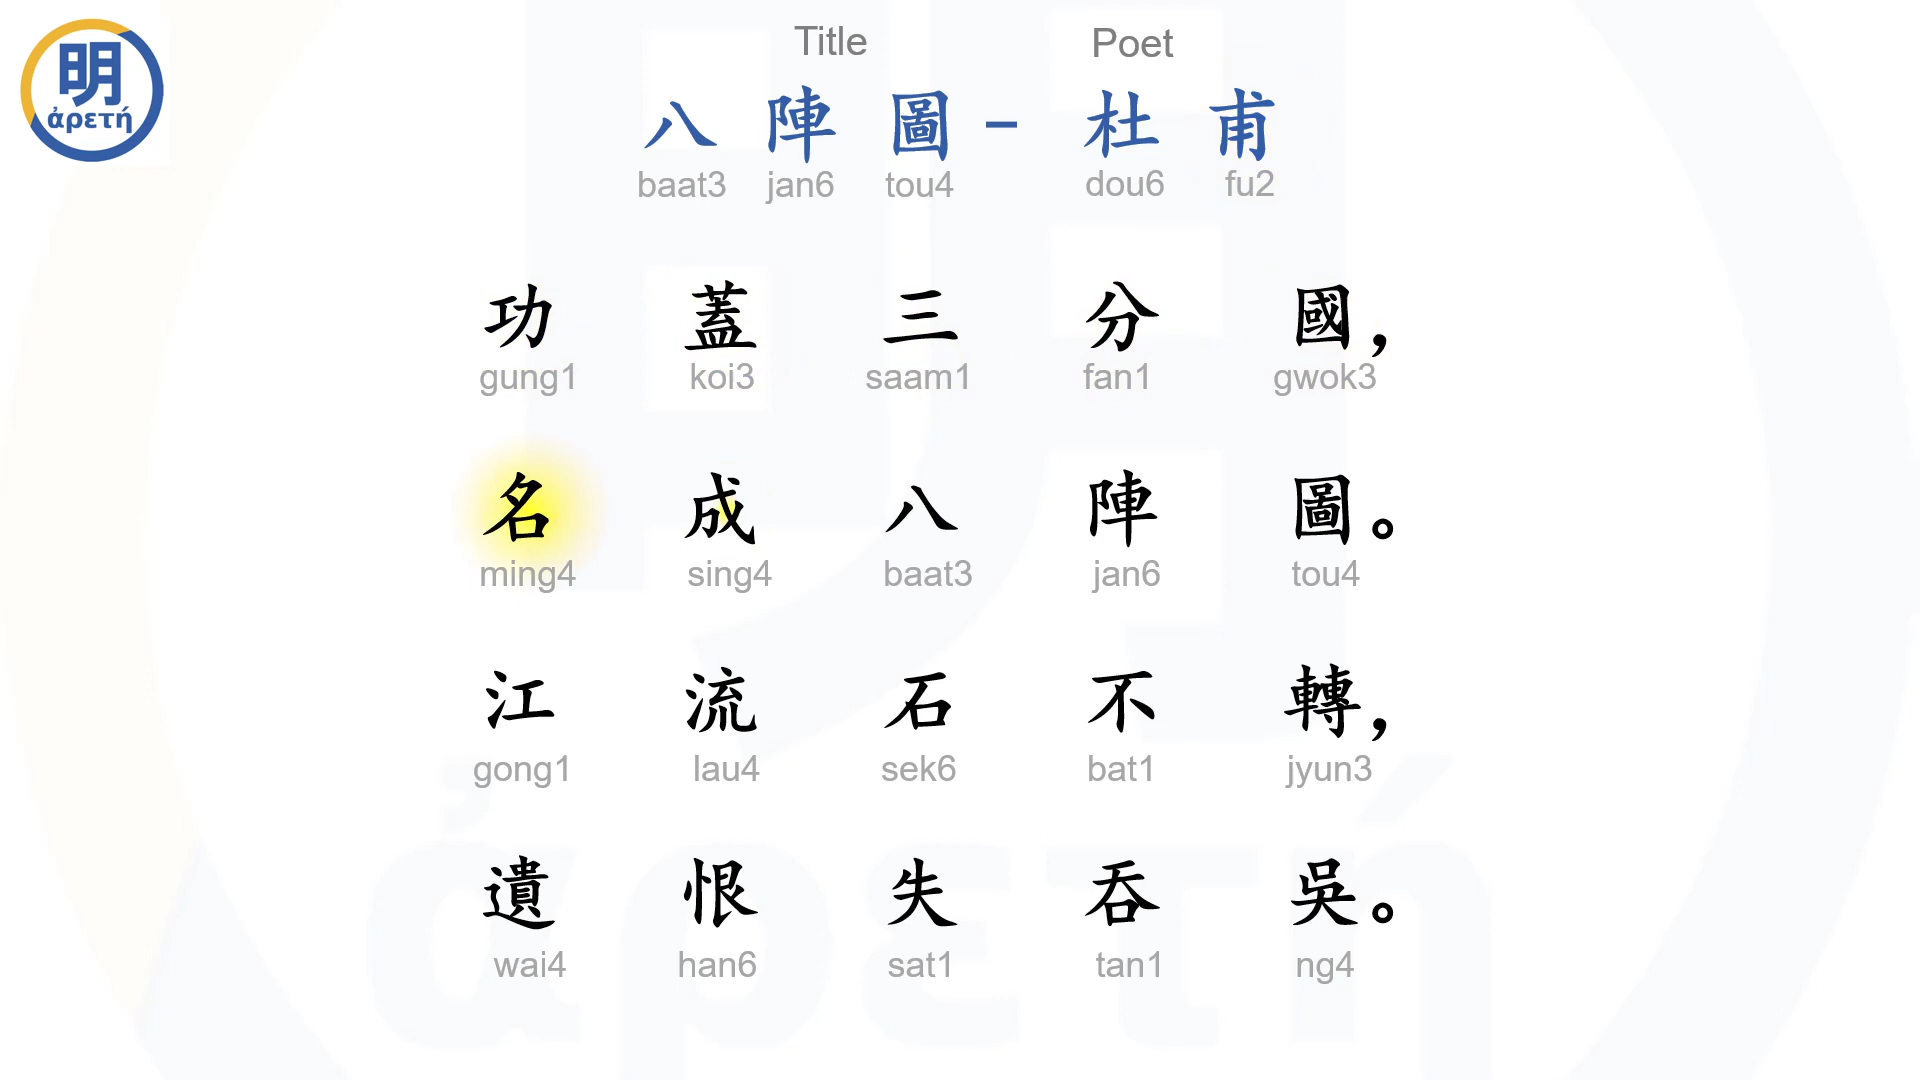 明
ἀρετή
Title Poet
八陣圖-杜甫
baat3 jan6 tou4 dou6 fu2
功蓋三分國，
gung1 koi3 saam1 fan1 gwok3
名成八陣圖。
ming4 sing4 baat3 jan6 tou4
江流石不轉，
gong1 lau4 sek6 bat1 jyun3
遺恨失吞吳。
wai4 han6 sat1 tan1 ng4